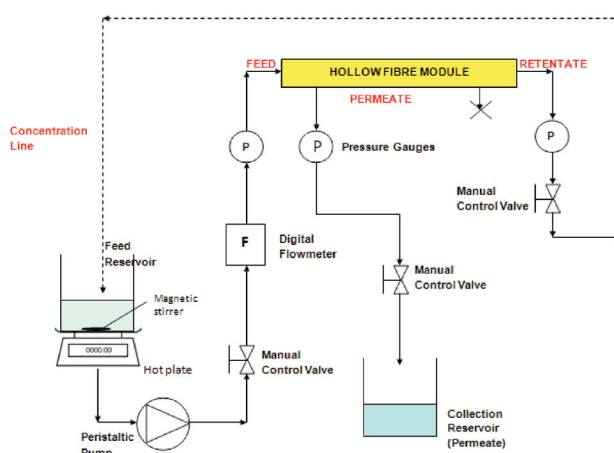 FEED
RETENTATE
HOLLOW FIBRE MODULE
PERMEATE
Concentration
Line
P
P
Pressure Gauges
P
Manual
Control Valve
Feed
Reservoir
F
Digital
Flowmeter
Magnetic
stirrer
Manual
Control Valve
0000:00
Hot plate
Manual
Control Valve
Peristaltic
Pump
Collection
Reservoir
(Permeate)